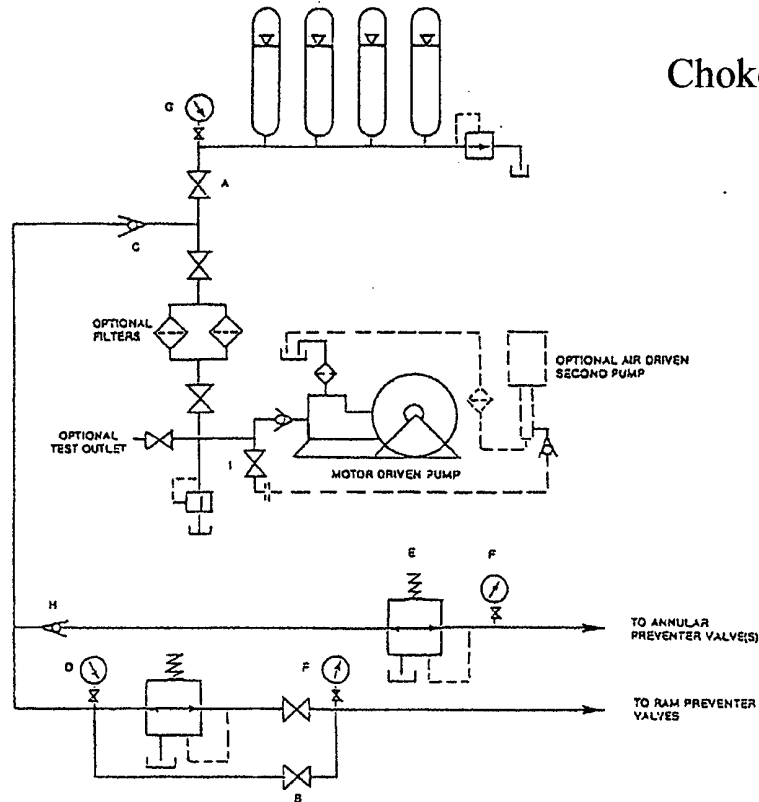 Chok
G
A
C
OPTIONAL
FILTERS
OPTIONAL AIR DRIVEN
SECOND PUMP
OPTIONAL
TEST OUTLET
I
MOTOR DRIVEN PUMP
E
F
H
TO ANNULAR
PREVENTER VALVE(S)
D
F
TO RAM PREVENTER
VALVES
B